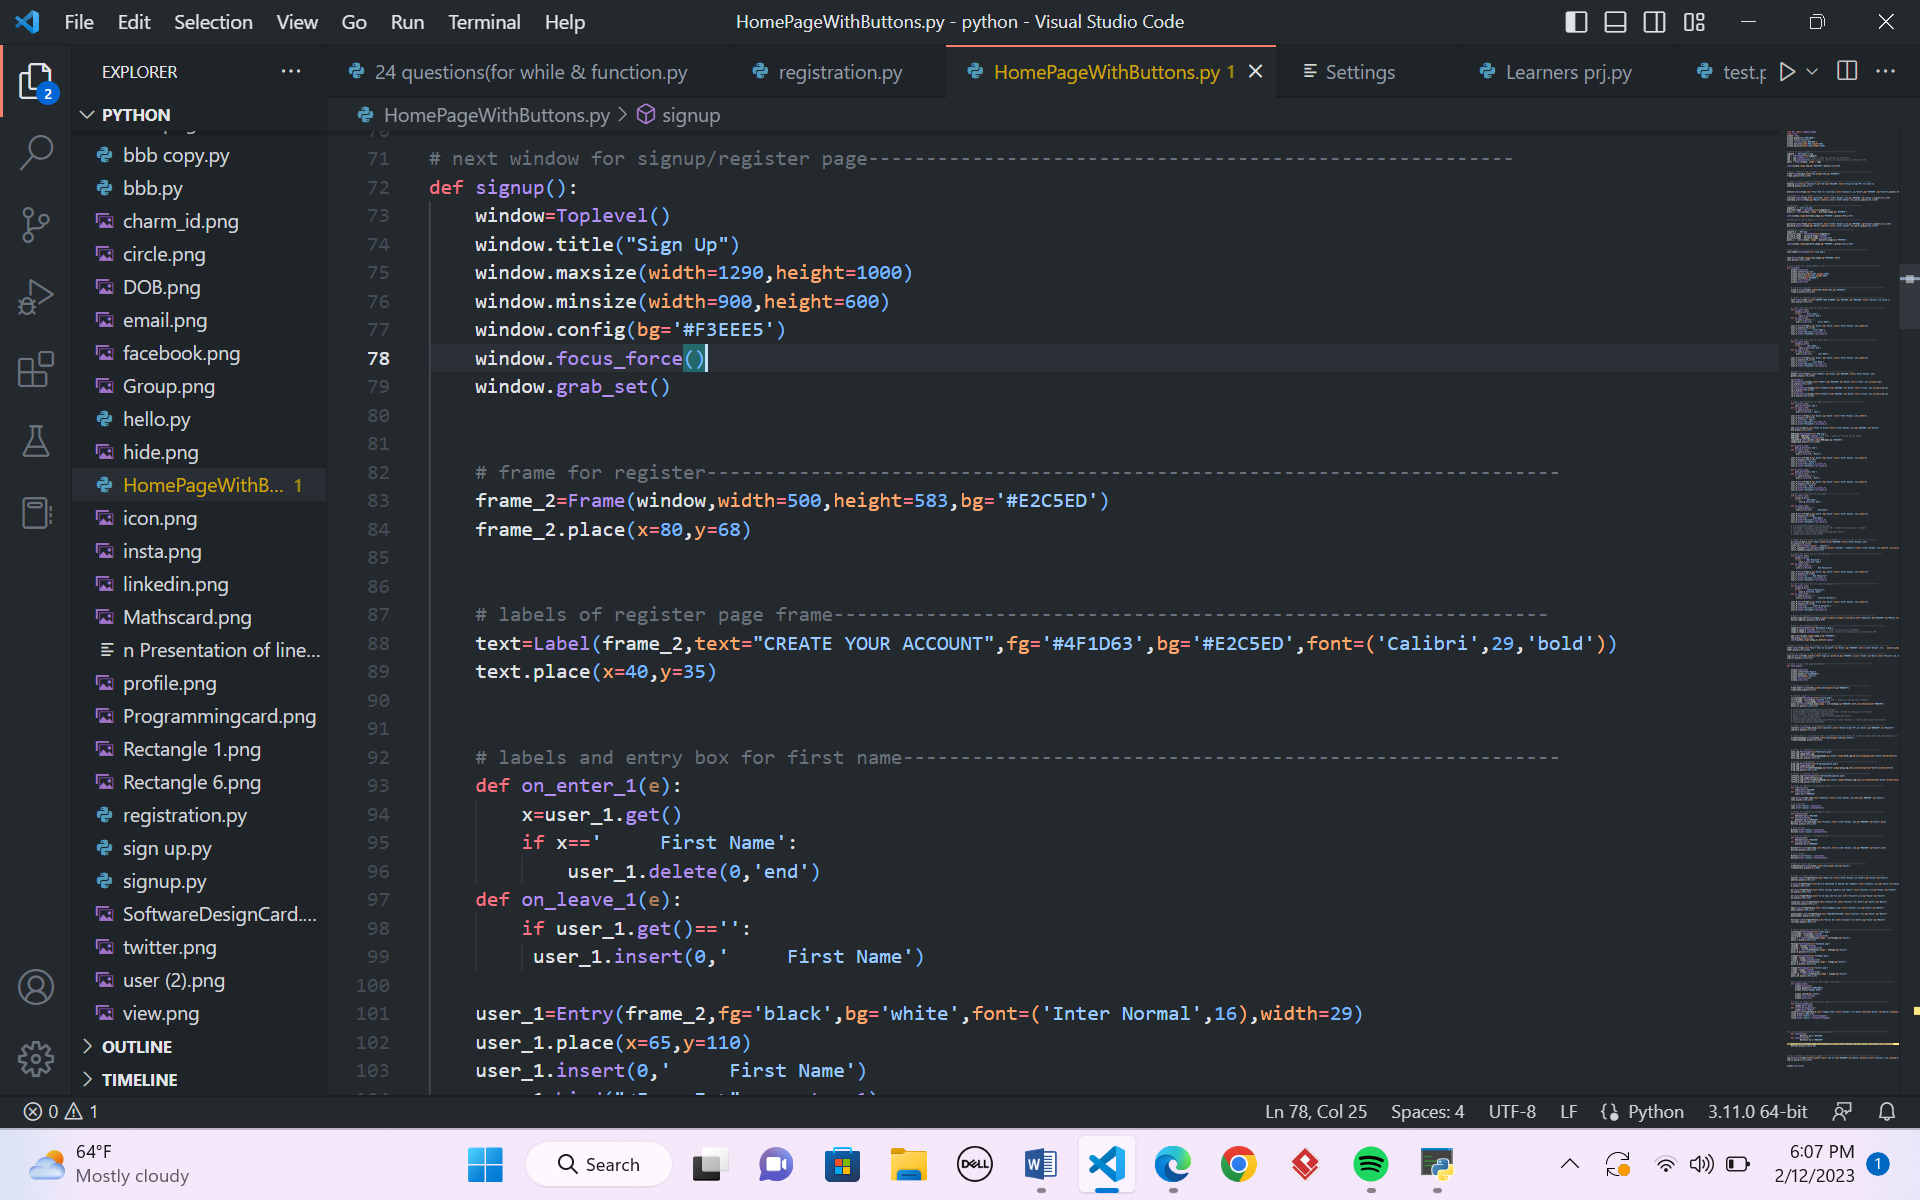 File Edit Selection View Go Run Terminal Help HomePageWithButtons.py - python - Visual Studio Code
EXPLORER
24 questions(for while & function.py registration.py HomePageWithButtons.py 1 Settings Learners prj.py test.p
HomePageWithButtons.py > signup
2
PYTHON
bbb copy.py
bbb.py
charm_id.png
circle.png
DOB.png
email.png
facebook.png
Group.png
hello.py
hide.png
HomePageWithB... 1
icon.png
insta.png
linkedin.png
Mathscard.png
n Presentation of line...
profile.png
Programmingcard.png
Rectangle 1.png
Rectangle 6.png
registration.py
sign up.py
signup.py
SoftwareDesignCard....
twitter.png
user (2).png
view.png
OUTLINE
TIMELINE
70
71 # next window for signup/register page--------------------------------------------------------
72 def signup():
73     window=Toplevel()
74     window.title("Sign Up")
75     window.maxsize(width=1290,height=1000)
76     window.minsize(width=900,height=600)
77     window.config(bg='#F3EEE5')
78     window.focus_force()
79     window.grab_set()
80
81
82     # frame for register--------------------------------------------------------------------------
83     frame_2=Frame(window,width=500,height=583,bg='#E2C5ED')
84     frame_2.place(x=80,y=68)
85
86
87     # labels of register page frame--------------------------------------------------------------
88     text=Label(frame_2,text="CREATE YOUR ACCOUNT",fg='#4F1D63',bg='#E2C5ED',font=('Calibri',29,'bold'))
89     text.place(x=40,y=35)
90
91
92     # labels and entry box for first name---------------------------------------------------------
93     def on_enter_1(e):
94         x=user_1.get()
95         if x=='     First Name':
96             user_1.delete(0,'end')
97     def on_leave_1(e):
98         if user_1.get()=='':
99          user_1.insert(0,'     First Name')
100
101     user_1=Entry(frame_2,fg='black',bg='white',font=('Inter Normal',16),width=29)
102     user_1.place(x=65,y=110)
103     user_1.insert(0,'     First Name')
0 1 Ln 78, Col 25 Spaces: 4 UTF-8 LF Python 3.11.0 64-bit
64°F
Mostly cloudy
Search
DELL
6:07 PM
2/12/2023
1